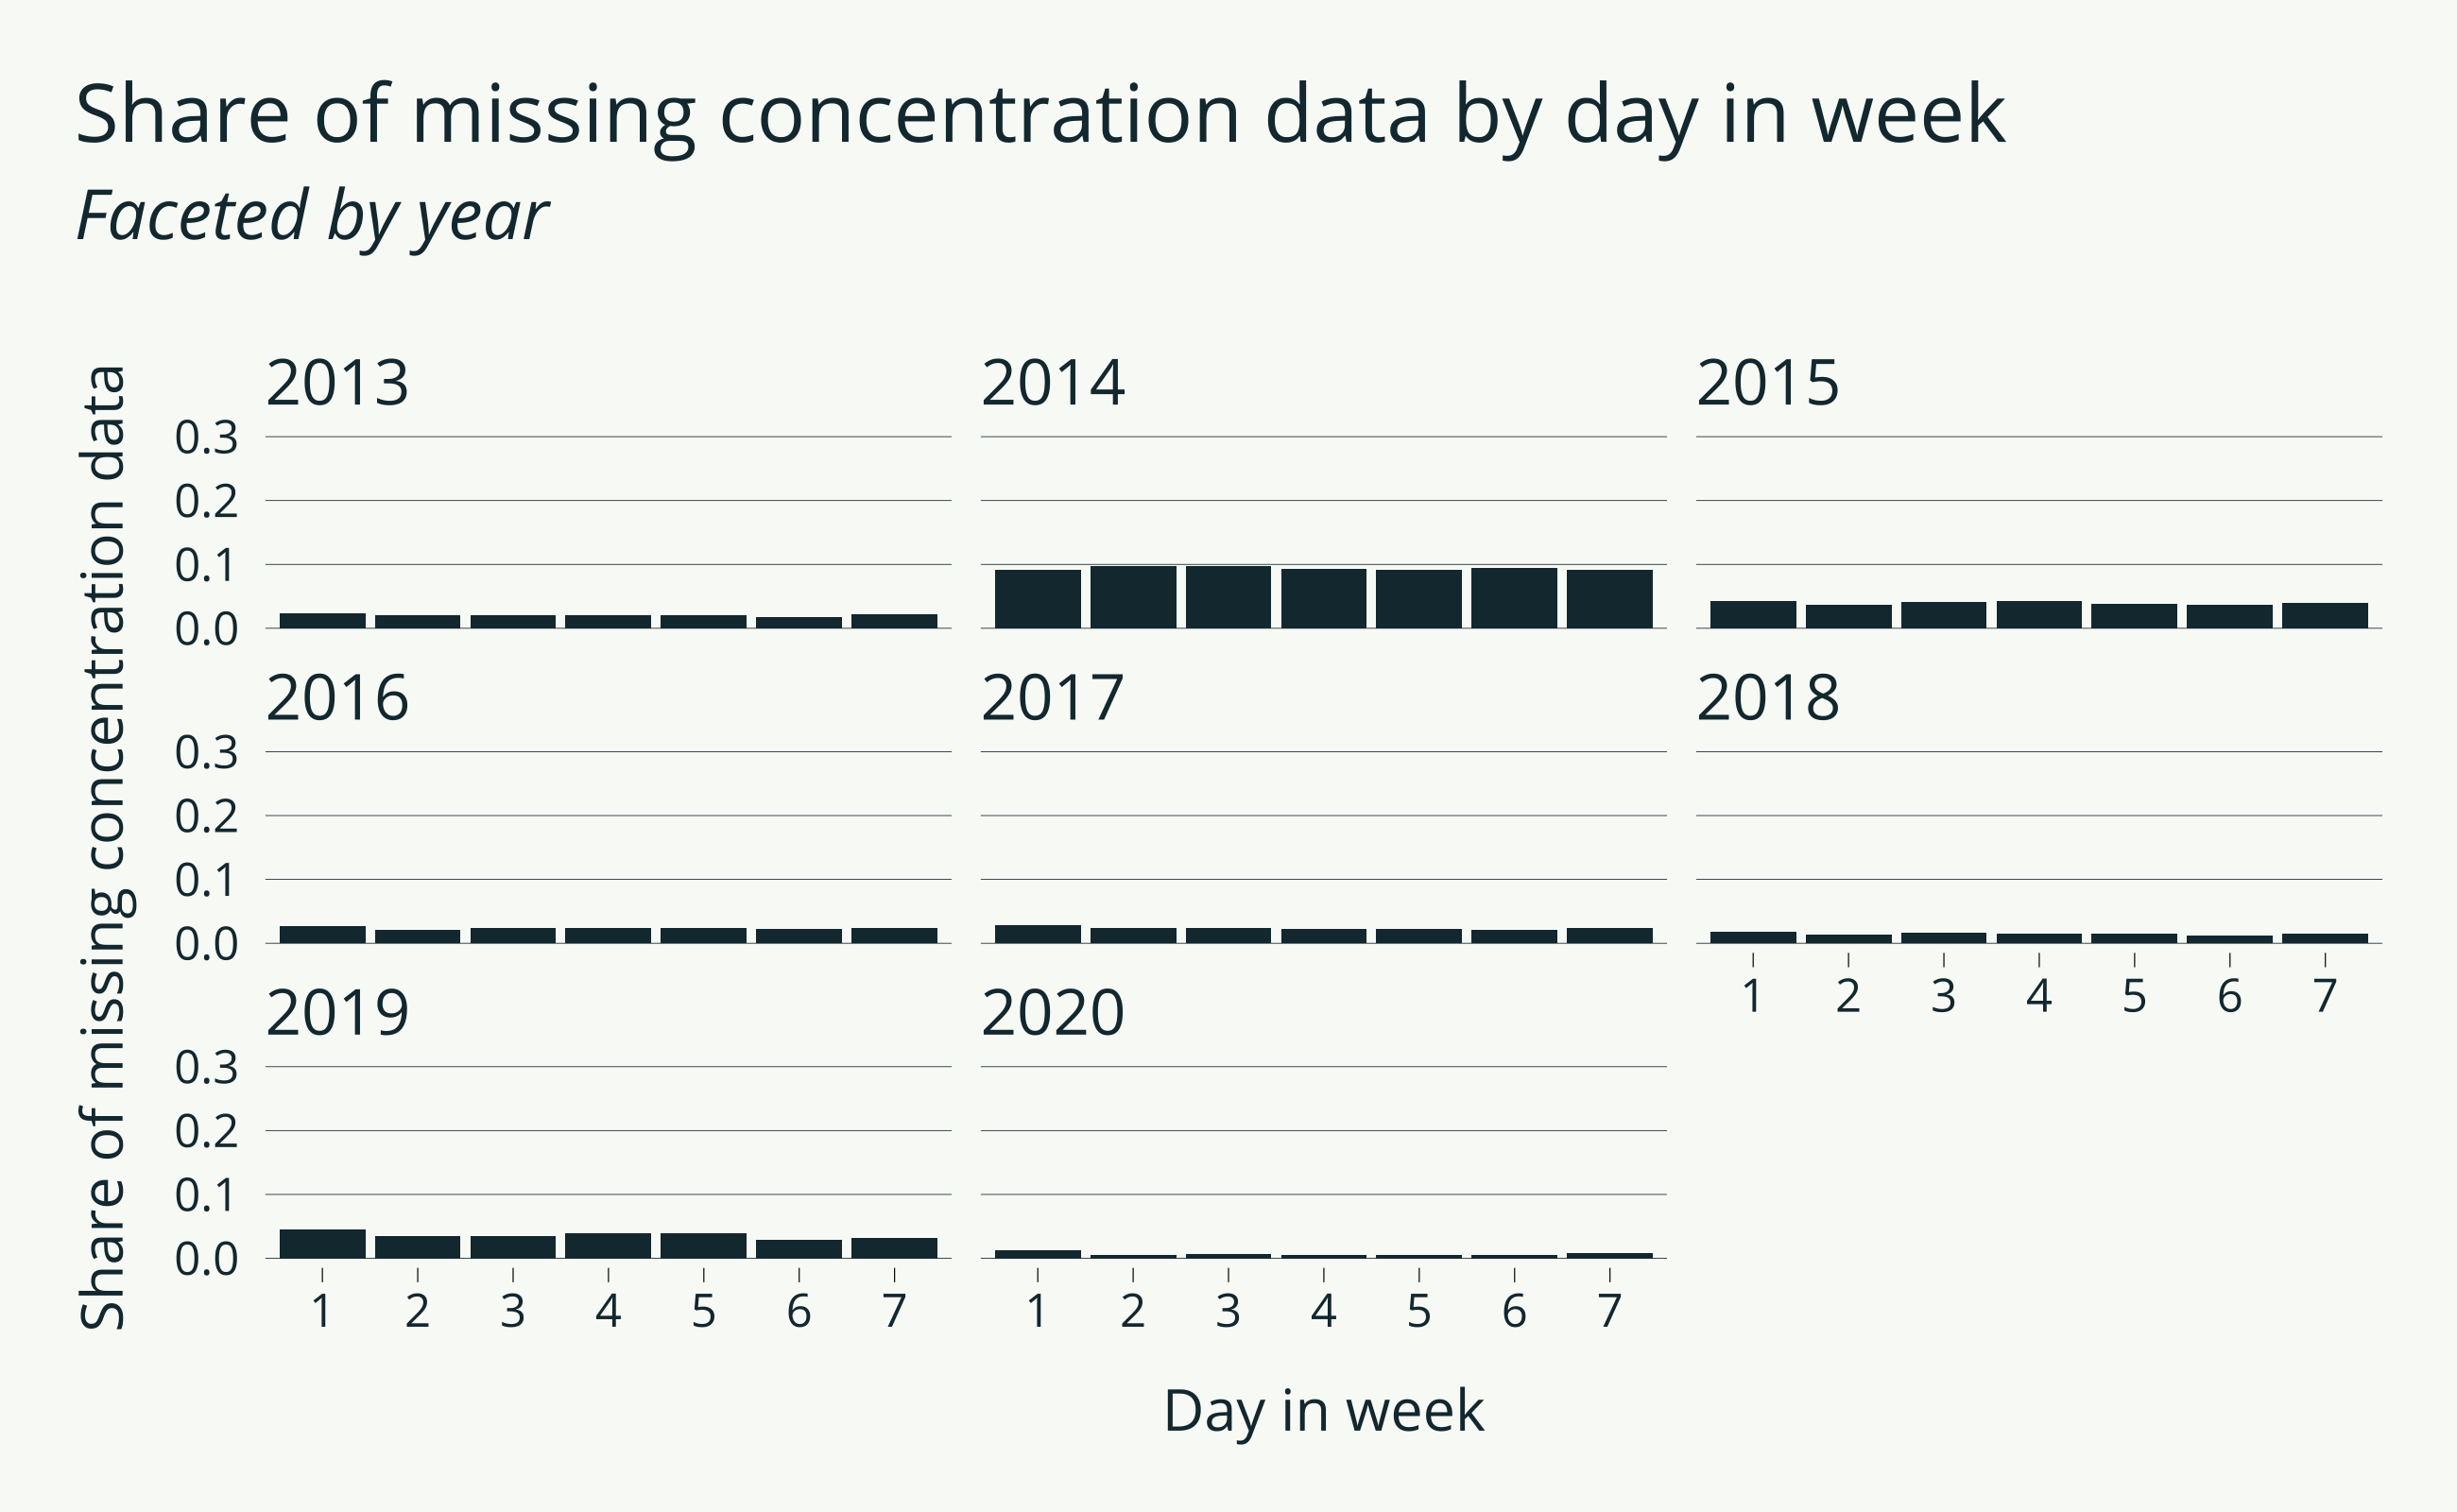 Share of missing concentration data by day in week
Faceted by year
Share of missing concentration data
2013 2014 2015
0.3
0.2
0.1
0.0
2016 2017 2018
0.3
0.2
0.1
0.0
1 2 3 4 5 6 7
2019 2020
0.3
0.2
0.1
0.0
1 2 3 4 5 6 7 1 2 3 4 5 6 7
Day in week